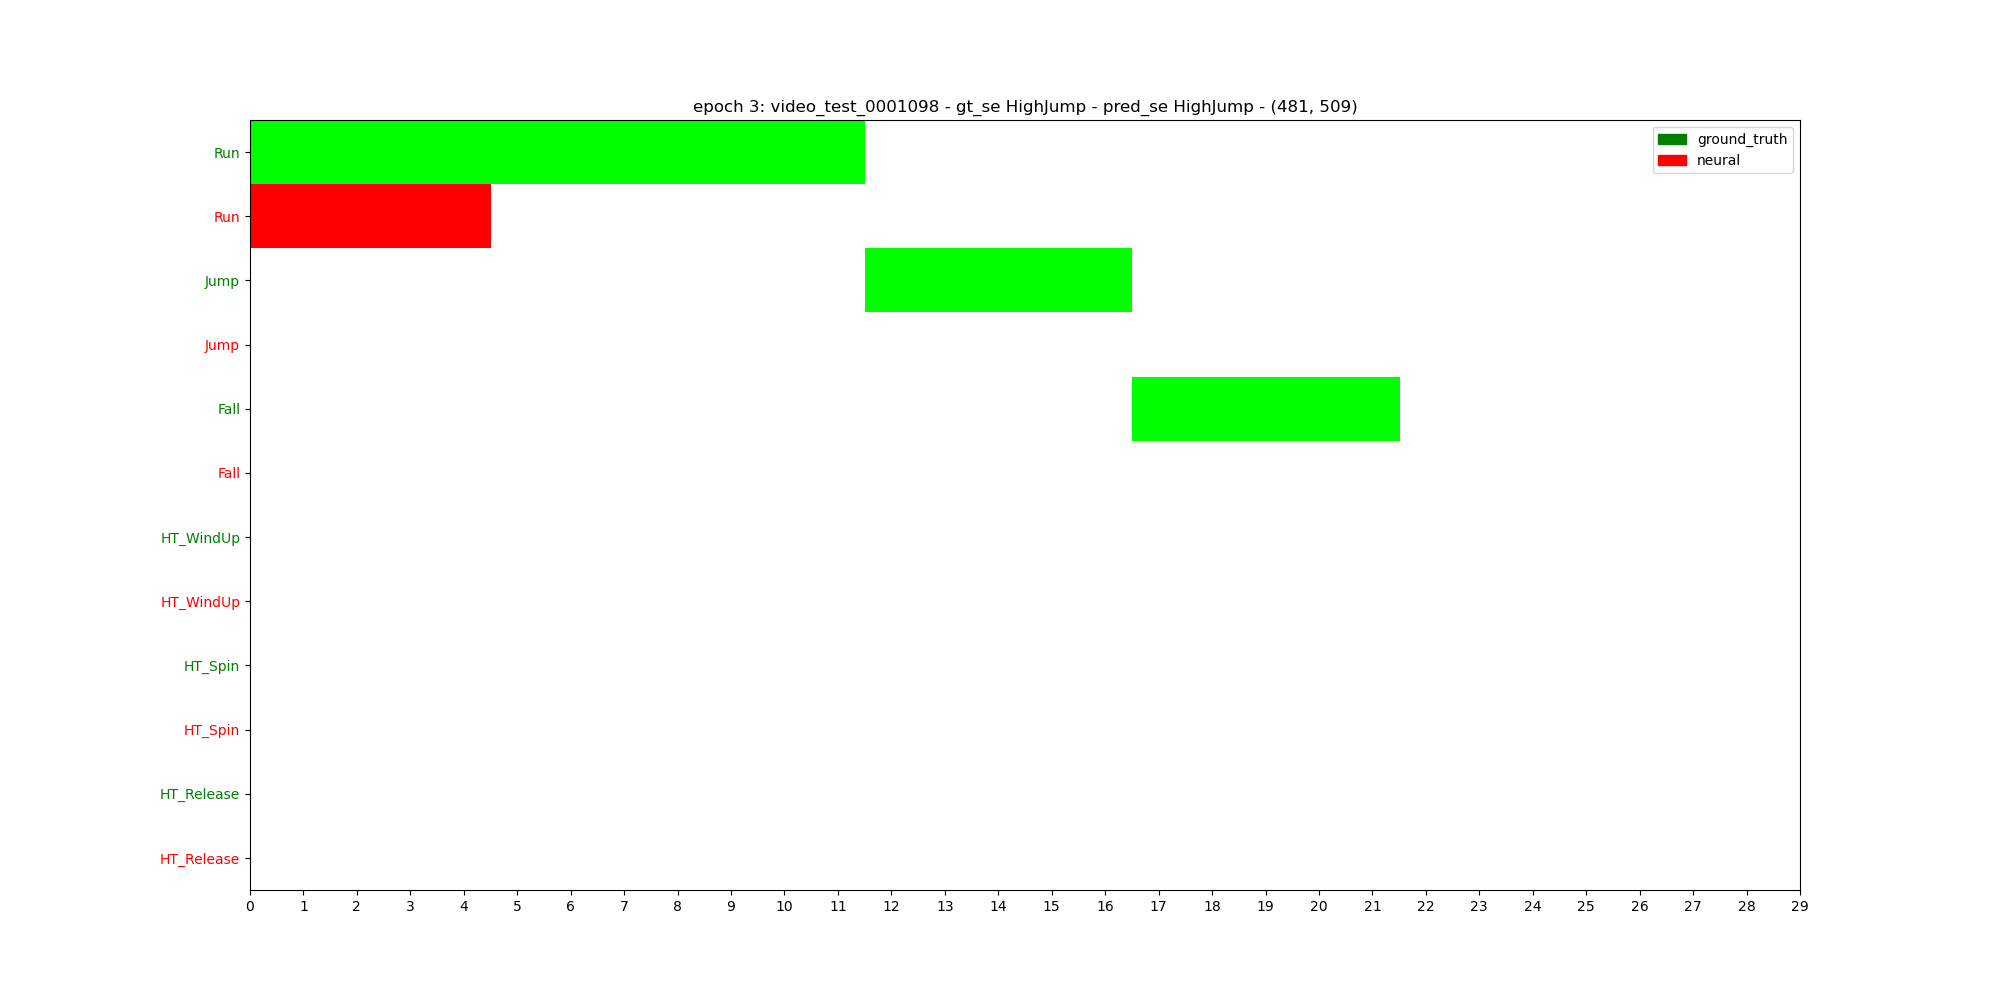 epoch 3: video_test_0001098 - gt_se HighJump - pred_se HighJump - (481, 509)
ground_truth
neural
Run
Run
Jump
Jump
Fall
Fall
HT_WindUp
HT_WindUp
HT_Spin
HT_Spin
HT_Release
HT_Release
0 1 2 3 4 5 6 7 8 9 10 11 12 13 14 15 16 17 18 19 20 21 22 23 24 25 26 27 28 29